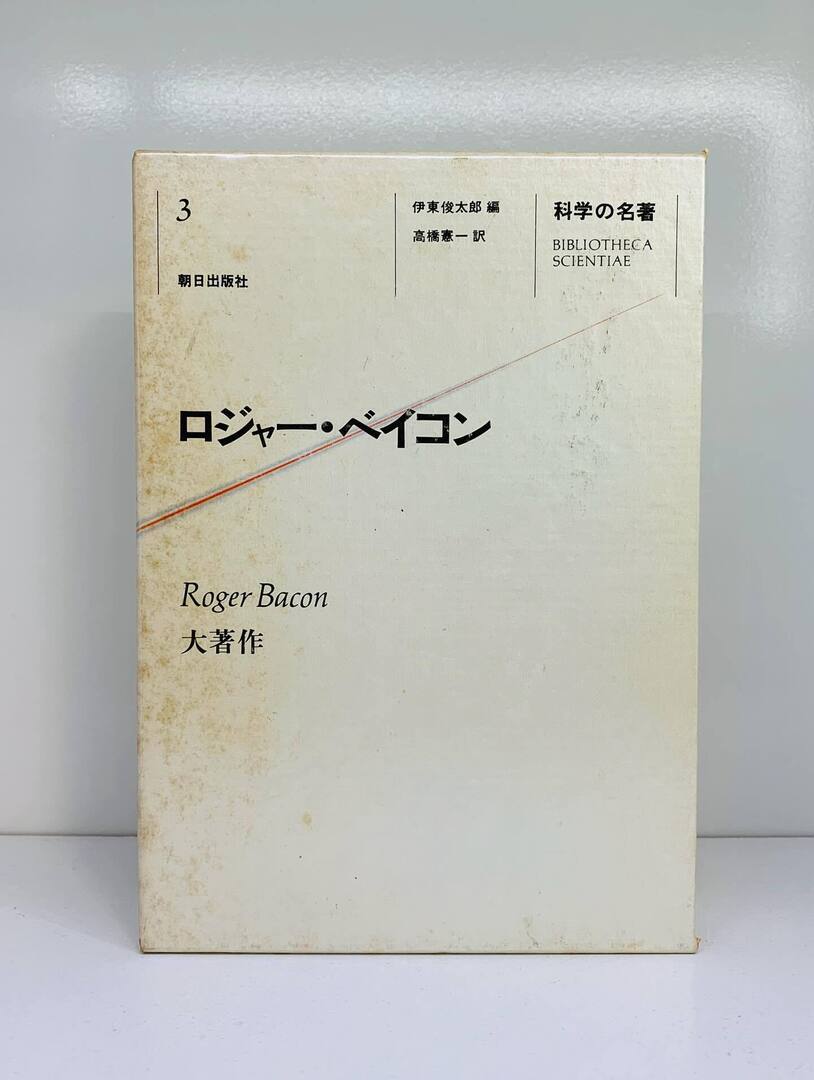 3
朝日出版社
伊東俊太郎 編
高橋憲一 訳
科学の名著
BIBLIOTHECA
SCIENTIAE
ロジャー・ベイコン
Roger Bacon
大著作